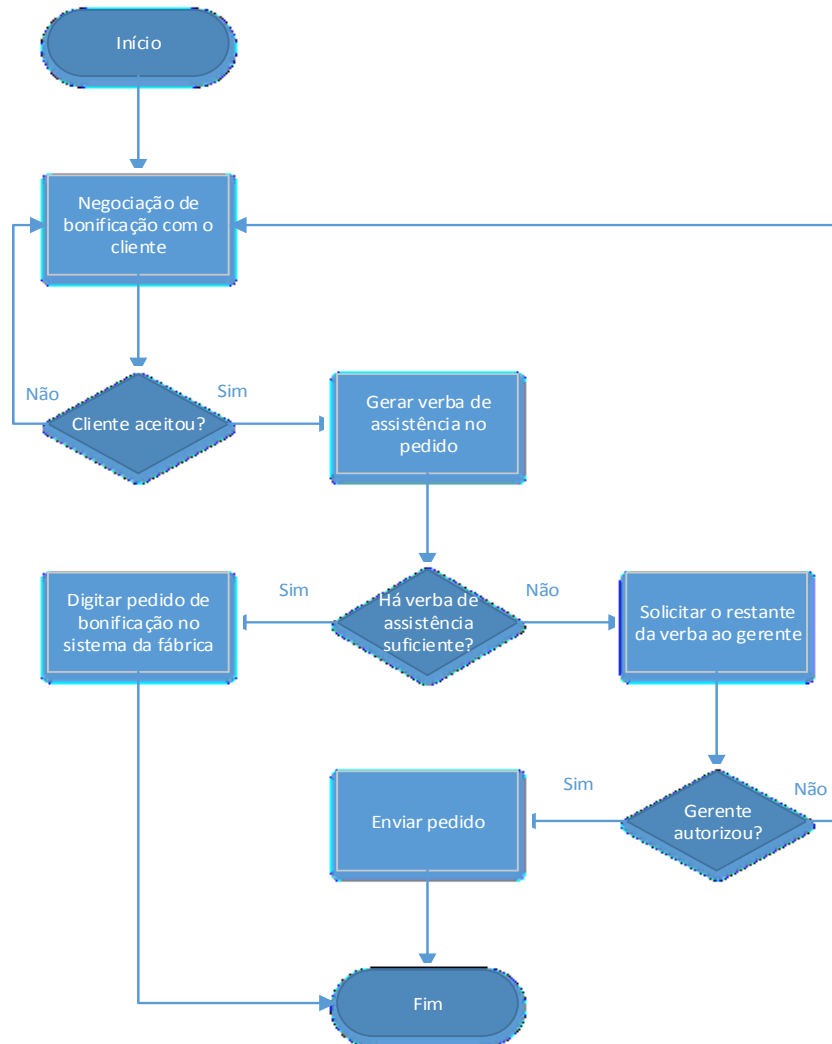 Início
Negociação de
bonificação com o
cliente
Não
Sim
Cliente aceitou?
Gerar verba de
assistência no
pedido
Digitar pedido de
bonificação no
sistema da fábrica
Sim
Há verba de
assistência
suficiente?
Não
Solicitar o restante
da verba ao gerente
Enviar pedido
Sim
Gerente
autorizou?
Não
Fim